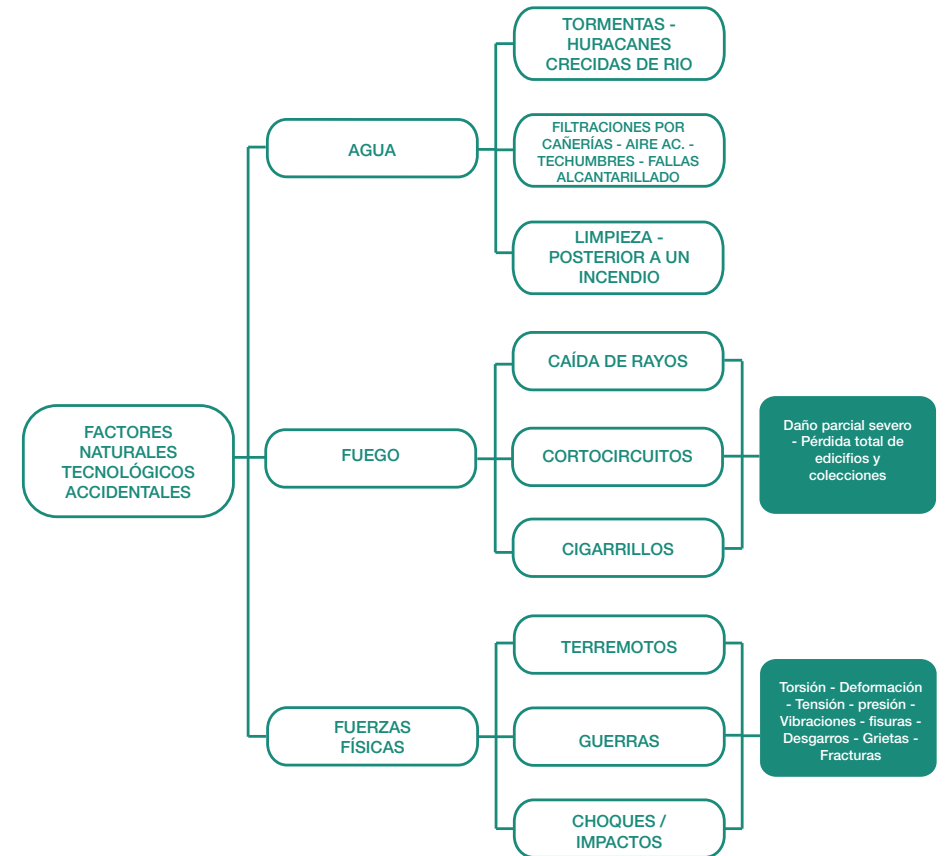 TORMENTAS -
HURACANES
CRECIDAS DE RIO
FILTRACIONES POR
CAÑERÍAS - AIRE AC. -
TECHUMBRES - FALLAS
ALCANTARILLADO
AGUA
LIMPIEZA -
POSTERIOR A UN
INCENDIO
CAÍDA DE RAYOS
FACTORES
NATURALES
TECNOLÓGICOS
ACCIDENTALES
FUEGO
CORTOCIRCUITOS
Daño parcial severo
- Pérdida total de
edicifios y
colecciones
CIGARRILLOS
TERREMOTOS
FUERZAS
FÍSICAS
GUERRAS
Torsión - Deformación
- Tensión - presión -
Vibraciones - fisuras -
Desgarros - Grietas -
Fracturas
CHOQUES /
IMPACTOS